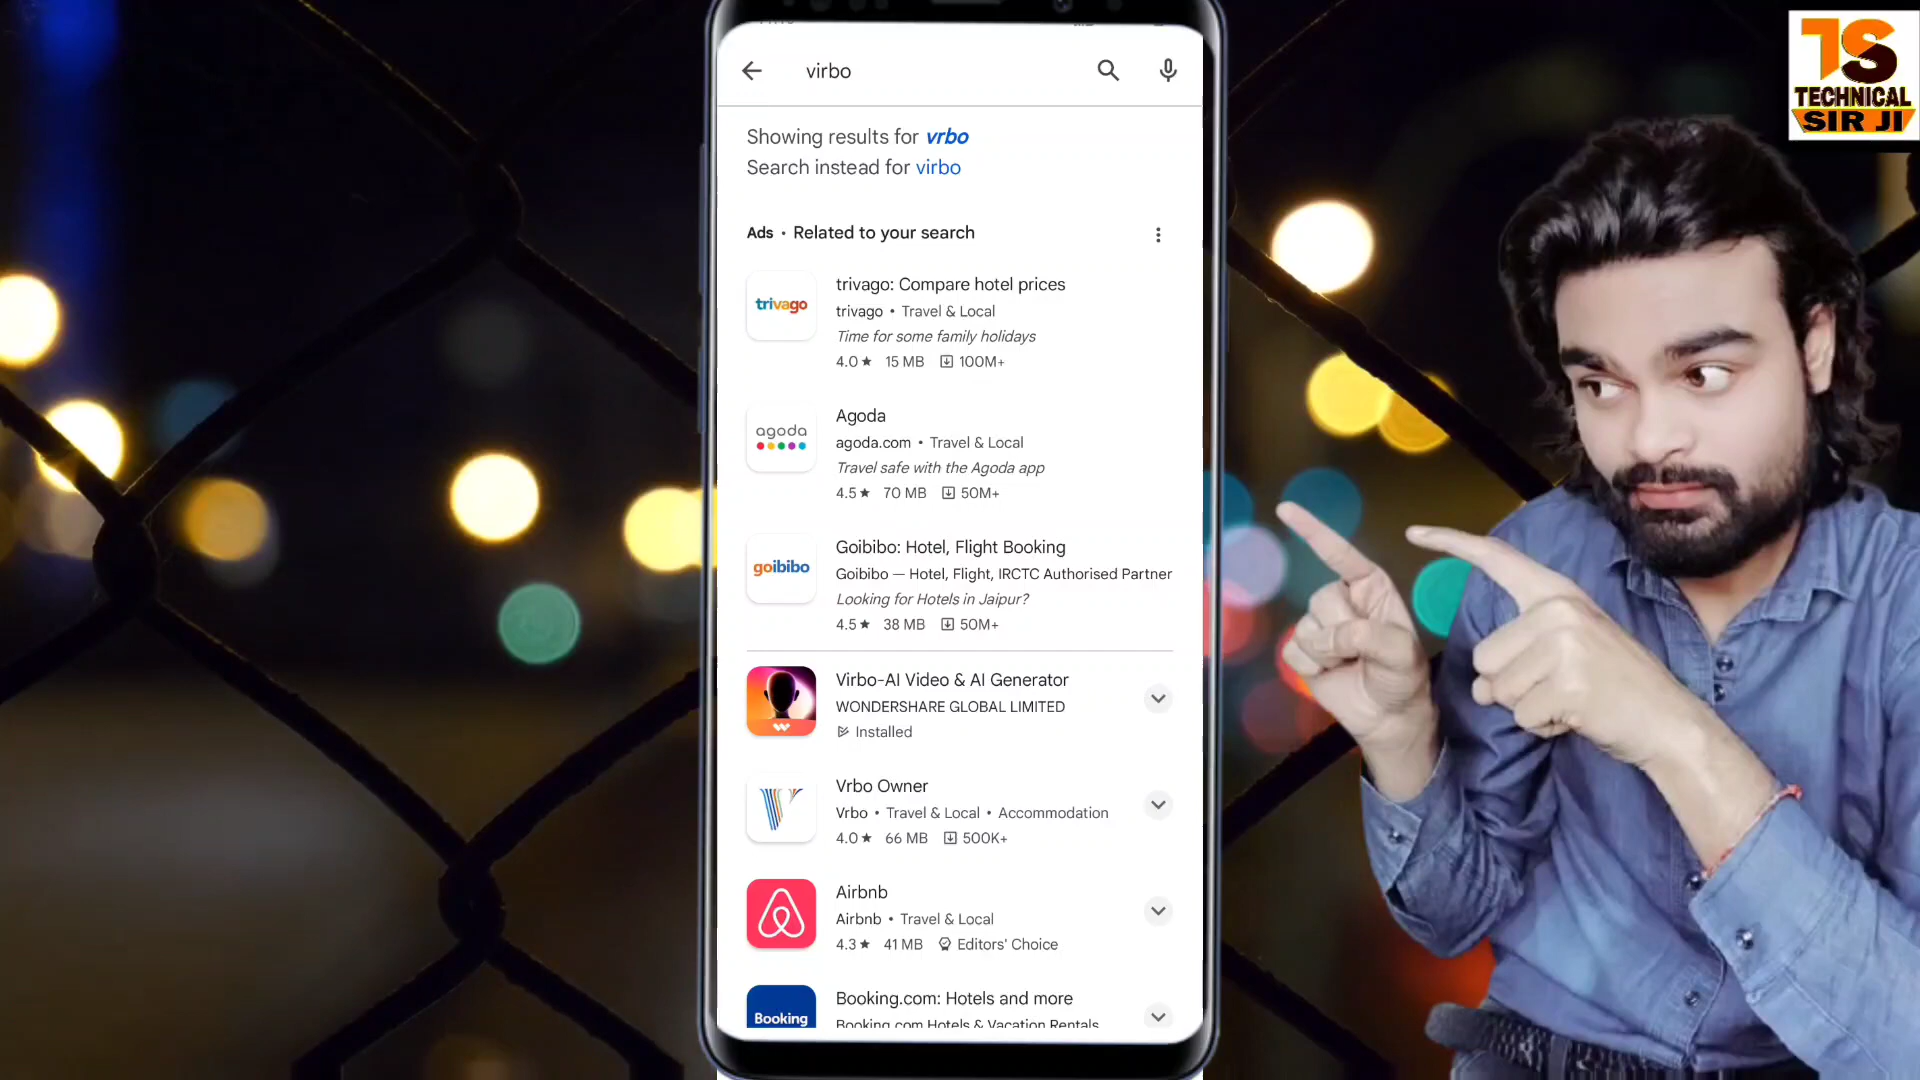 virbo
Showing results for vrbo
Search instead for virbo
Ads • Related to your search
trivago
trivago: Compare hotel prices
trivago • Travel & Local
Time for some family holidays
4.0★ 15 MB 100M+
agoda
Agoda
agoda.com • Travel & Local
Travel safe with the Agoda app
4.5★ 70 MB 50M+
goibibo
Goibibo: Hotel, Flight Booking
Goibibo — Hotel, Flight, IRCTC Authorised Partner
Looking for Hotels in Jaipur?
4.5★ 38 MB 50M+
Virbo-AI Video & AI Generator
WONDERSHARE GLOBAL LIMITED
Installed
Vrbo Owner
Vrbo • Travel & Local • Accommodation
4.0★ 66 MB 500K+
Airbnb
Airbnb • Travel & Local
4.3★ 41 MB Editors' Choice
Booking
Booking.com: Hotels and more
Booking.com Hotels & Vacation Rentals
TS
TECHNICAL
SIR JI